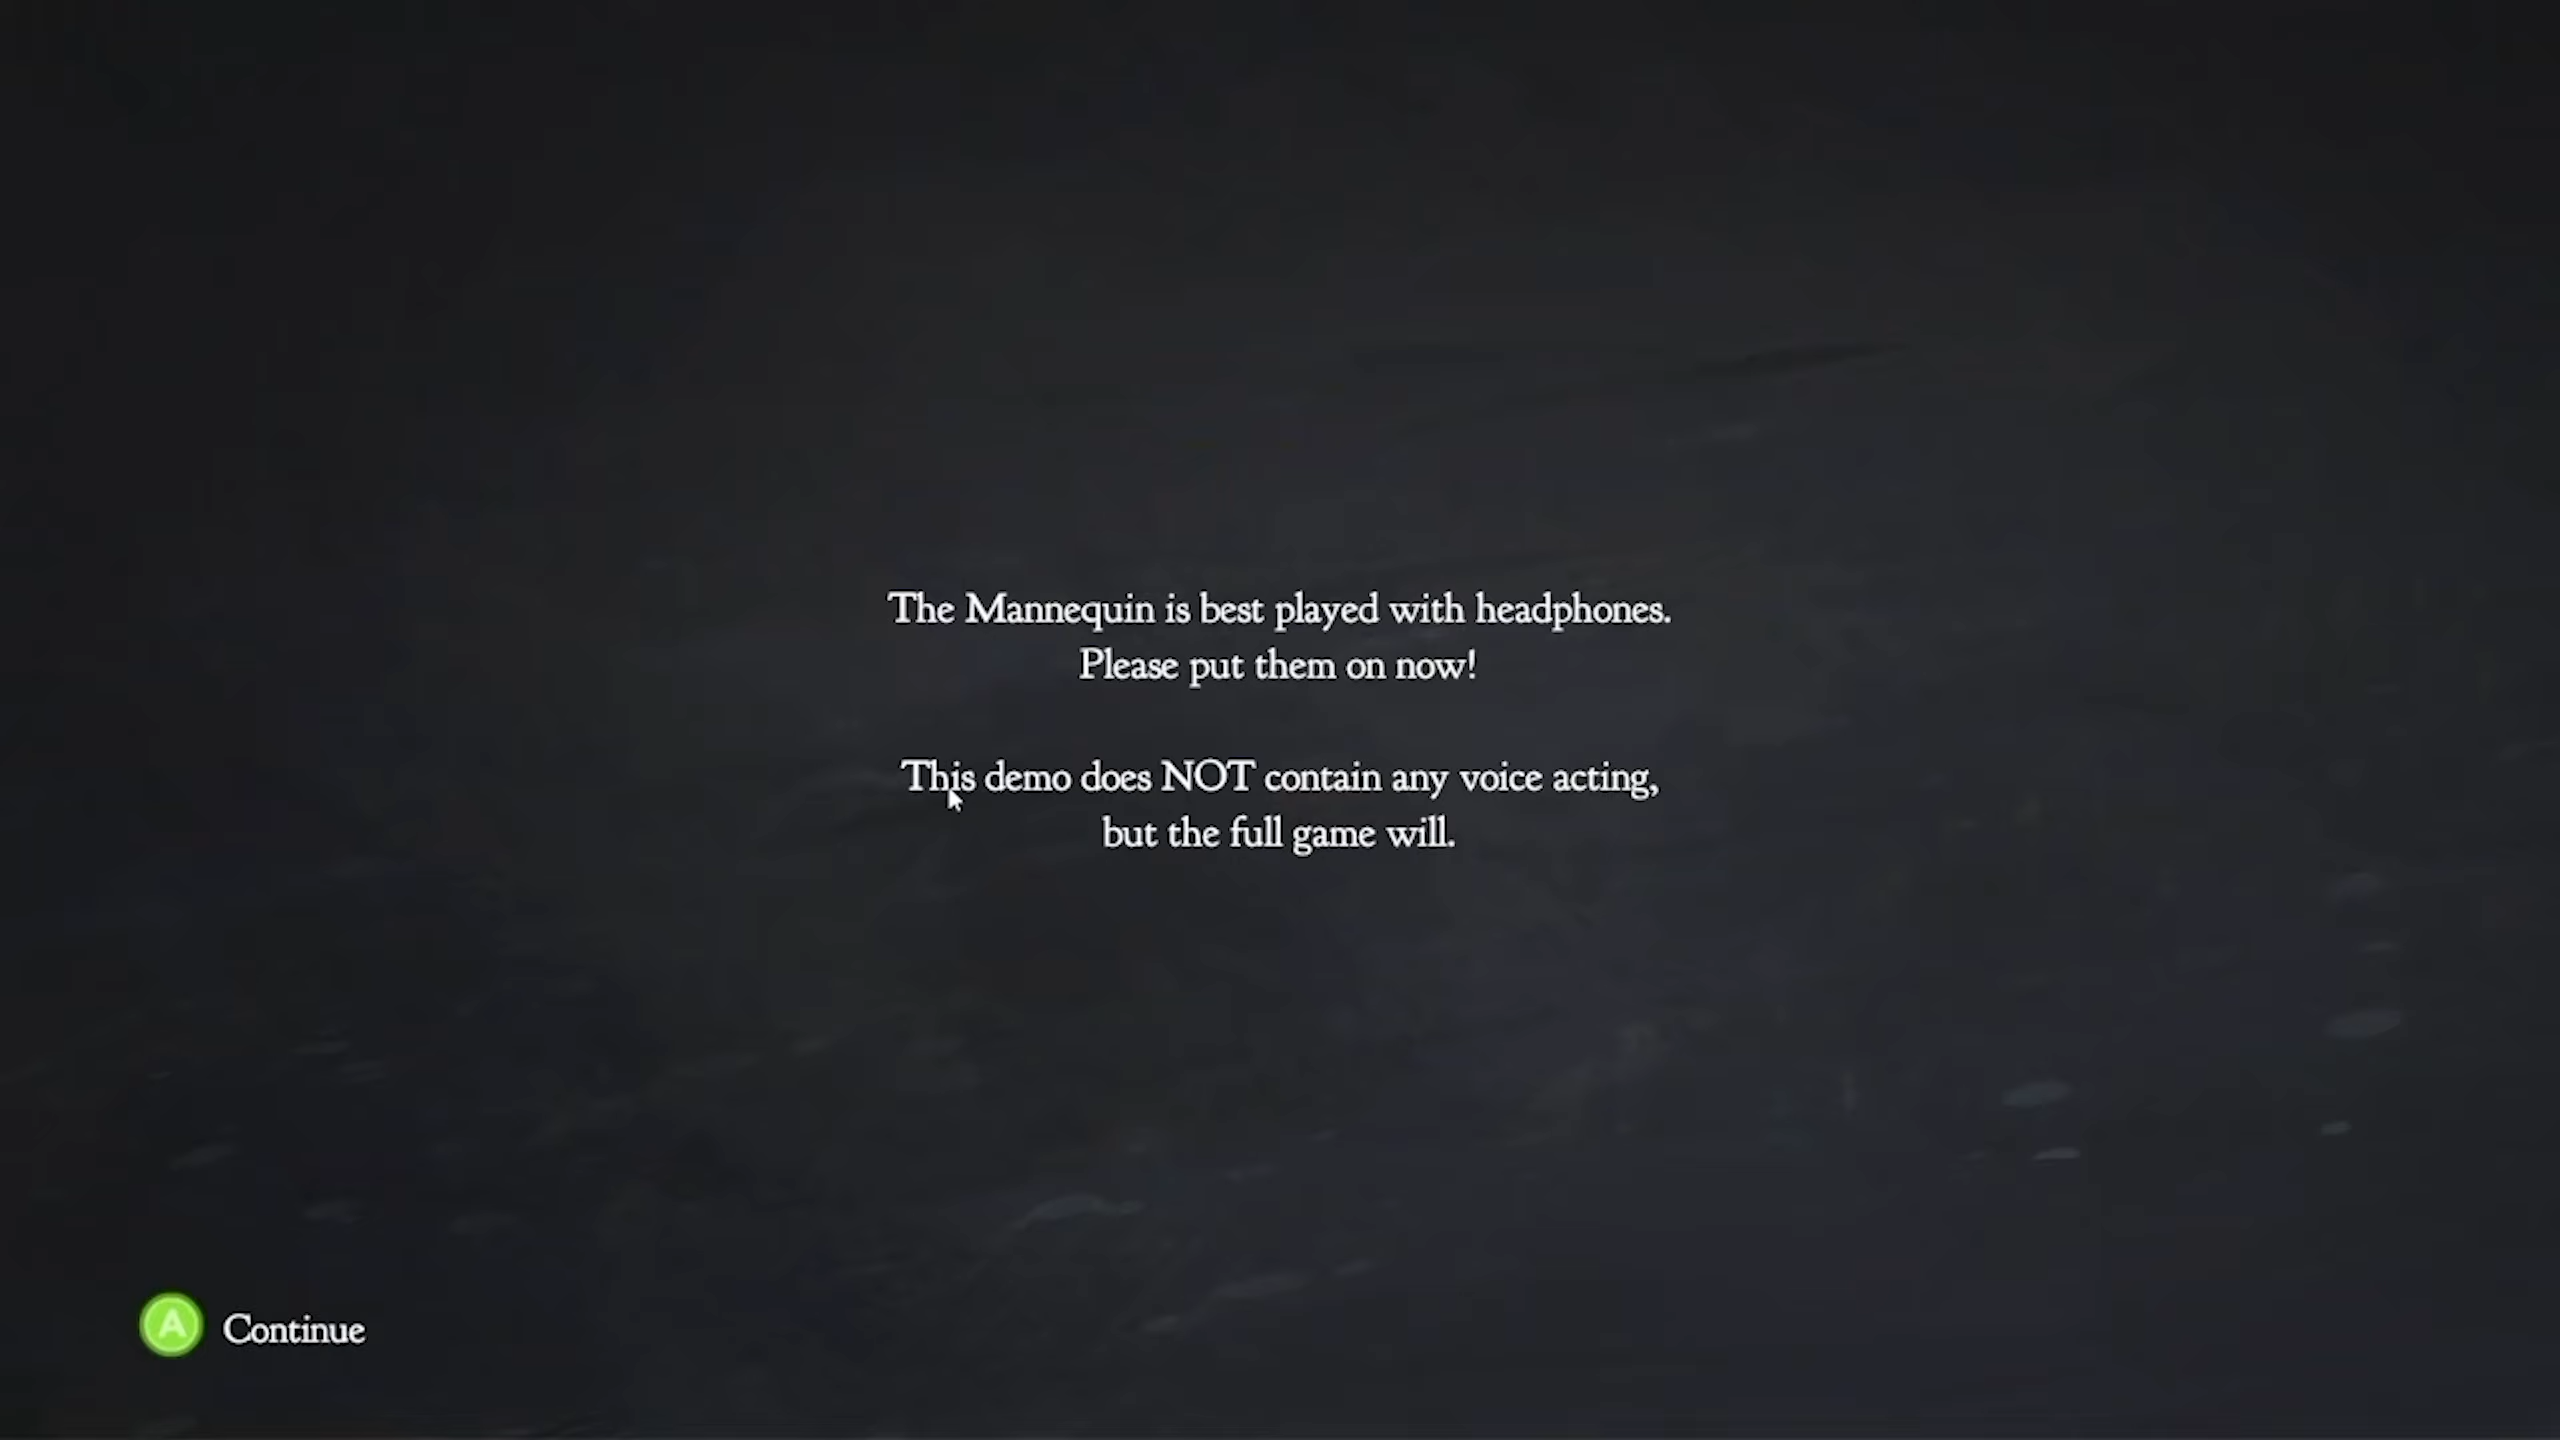 The Mannequin is best played with headphones.
Please put them on now!
This demo does NOT contain any voice acting,
but the full game will.
A Continue